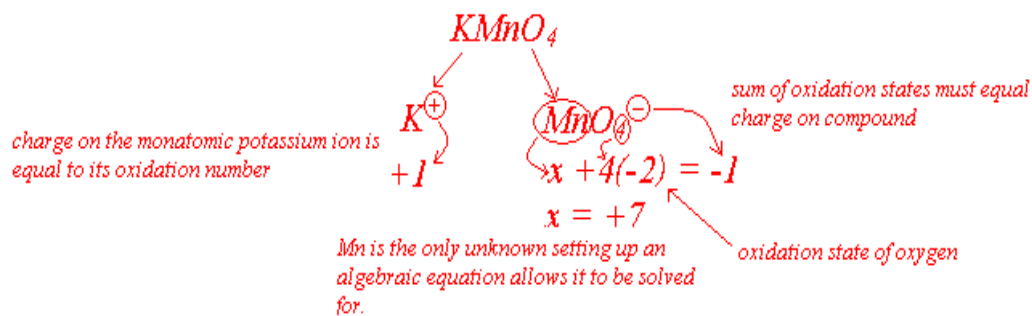 KMnO₄
K⁺
MnO₄⁻
sum of oxidation states must equal
charge on compound
charge on the monatomic potassium ion is
equal to its oxidation number
+1
x + 4(-2) = -1
x = +7
Mn is the only unknown setting up an
algebraic equation allows it to be solved
for.
oxidation state of oxygen